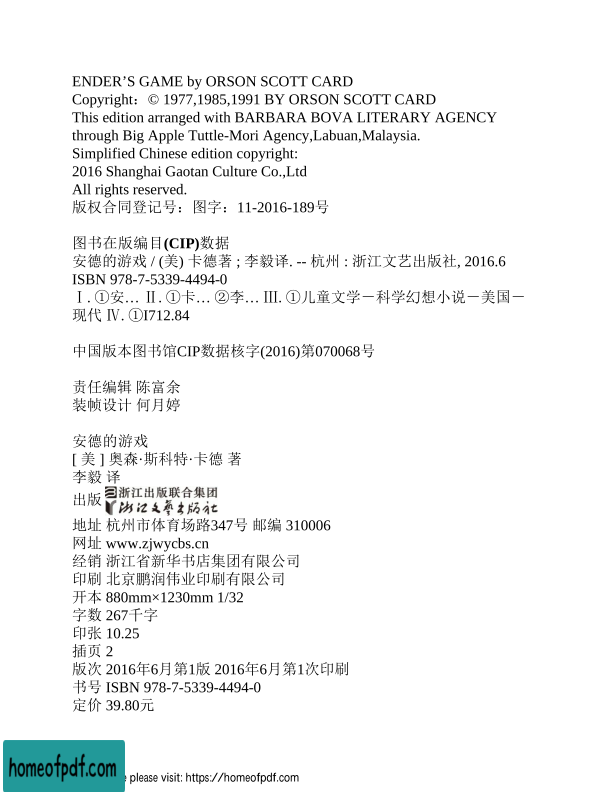 ENDER’S GAME by ORSON SCOTT CARD
Copyright：© 1977,1985,1991 BY ORSON SCOTT CARD
This edition arranged with BARBARA BOVA LITERARY AGENCY
through Big Apple Tuttle-Mori Agency,Labuan,Malaysia.
Simplified Chinese edition copyright:
2016 Shanghai Gaotan Culture Co.,Ltd
All rights reserved.
版权合同登记号：图字：11-2016-189号
图书在版编目(CIP)数据
安德的游戏 / (美) 卡德著 ; 李毅译. -- 杭州 : 浙江文艺出版社, 2016.6
ISBN 978-7-5339-4494-0
Ⅰ. ①安… Ⅱ. ①卡… ②李… Ⅲ. ①儿童文学－科学幻想小说－美国－
现代 Ⅳ. ①I712.84
中国版本图书馆CIP数据核字(2016)第070068号
责任编辑 陈富余
装帧设计 何月婷
安德的游戏
[ 美 ] 奥森·斯科特·卡德 著
李毅 译
出版 浙江出版联合集团
浙江文艺出版社
地址 杭州市体育场路347号 邮编 310006
网址 www.zjwycbs.cn
经销 浙江省新华书店集团有限公司
印刷 北京鹏润伟业印刷有限公司
开本 880mm×1230mm 1/32
字数 267千字
印张 10.25
插页 2
版次 2016年6月第1版 2016年6月第1次印刷
书号 ISBN 978-7-5339-4494-0
定价 39.80元
homeofpdf.com
please visit: https://homeofpdf.com